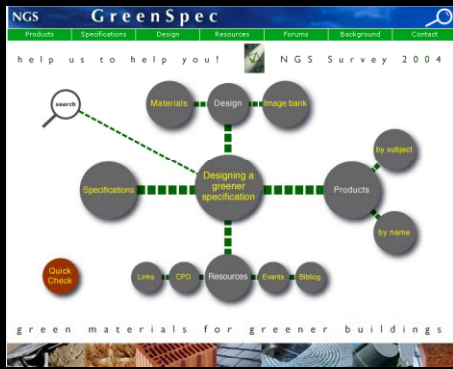 NGS GreenSpec
Products Specifications Design Resources Forums Background Contact
help us to help you! NGS Survey 2004
search
Materials Design Image bank
by subject
Specifications
Designing a
greener
specification
Products
by name
Quick
Check
Links CPD Resources Events Bibliog.
green materials for greener buildings